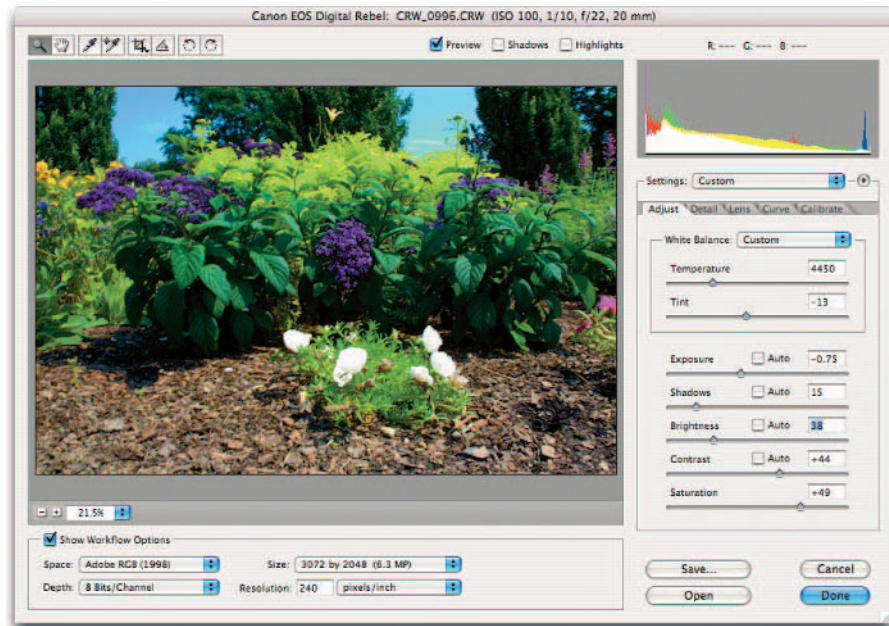 Canon EOS Digital Rebel: CRW_0996.CRW (ISO 100, 1/10, f/22, 20 mm)
Preview Shadows Highlights R: --- G: --- B: ---
Settings: Custom
Adjust Detail Lens Curve Calibrate
White Balance: Custom
Temperature 4450
Tint -13
Exposure Auto -0.75
Shadows Auto 15
Brightness Auto 38
Contrast Auto +44
Saturation +49
21.5%
Show Workflow Options
Space: Adobe RGB (1998) Size: 3072 by 2048 (6.3 MP)
Depth: 8 Bits/Channel Resolution: 240 pixels/inch
Save... Cancel
Open Done